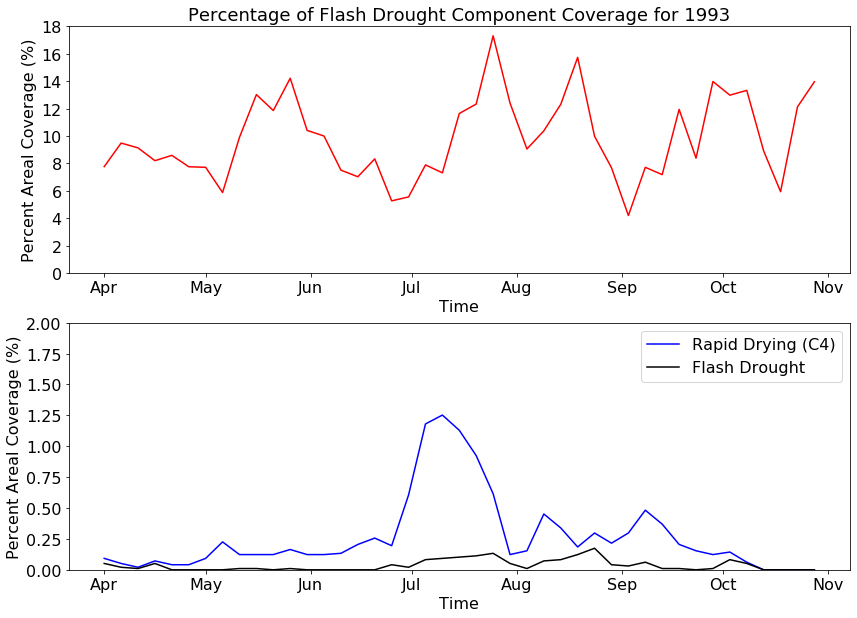 Percentage of Flash Drought Component Coverage for 1993
Percent Areal Coverage (%)
18
16
14
12
10
8
6
4
2
0
Apr May Jun Jul Aug Sep Oct Nov
Time
Percent Areal Coverage (%)
2.00
1.75
1.50
1.25
1.00
0.75
0.50
0.25
0.00
Rapid Drying (C4)
Flash Drought
Apr May Jun Jul Aug Sep Oct Nov
Time